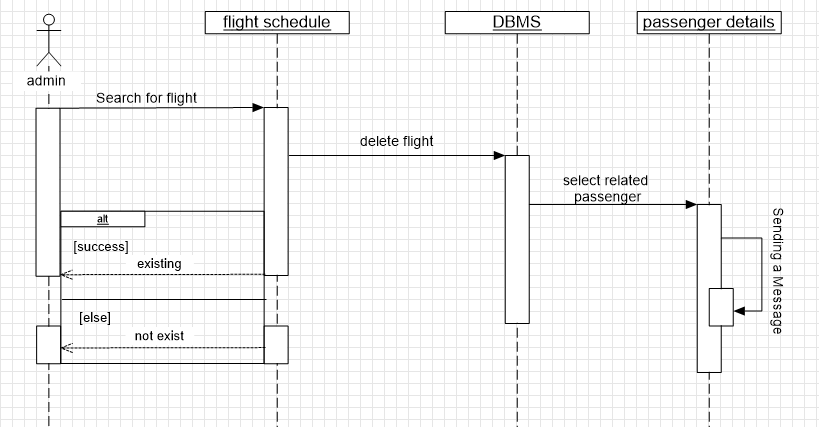 flight schedule
DBMS
passenger details
admin
Search for flight
delete flight
select related
passenger
Sending a Message
alt
[success]
existing
[else]
not exist